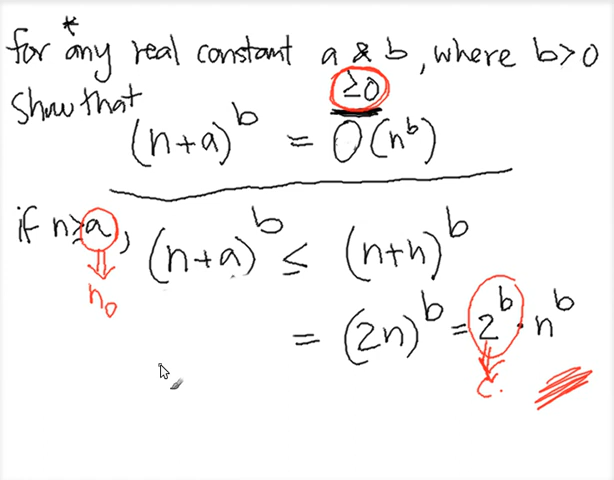 for *any real constant a & b, where b>0
≥0
show that
(n+a)^b = O(n^b)
if n≥a, (n+a)^b ≤ (n+n)^b
n₀
= (2n)^b = 2^b · n^b
c.